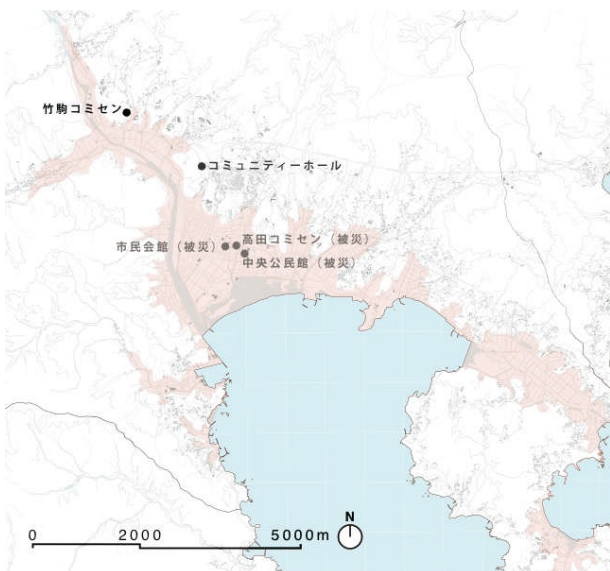 竹駒コミセン
コミュニティーホール
市民会館（被災）
高田コミセン（被災）
中央公民館（被災）
0 2000 5000m
N